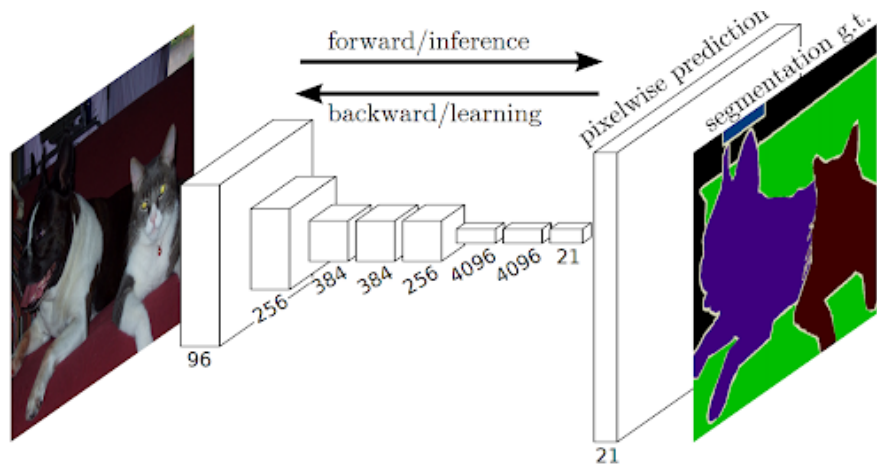 forward/inference
backward/learning
pixelwise prediction
segmentation g.t.
96
256
384
384
256
4096
4096
21
21